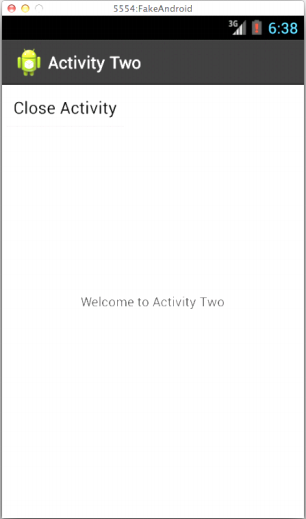 5554:FakeAndroid
3G 6:38
Activity Two
Close Activity
Welcome to Activity Two